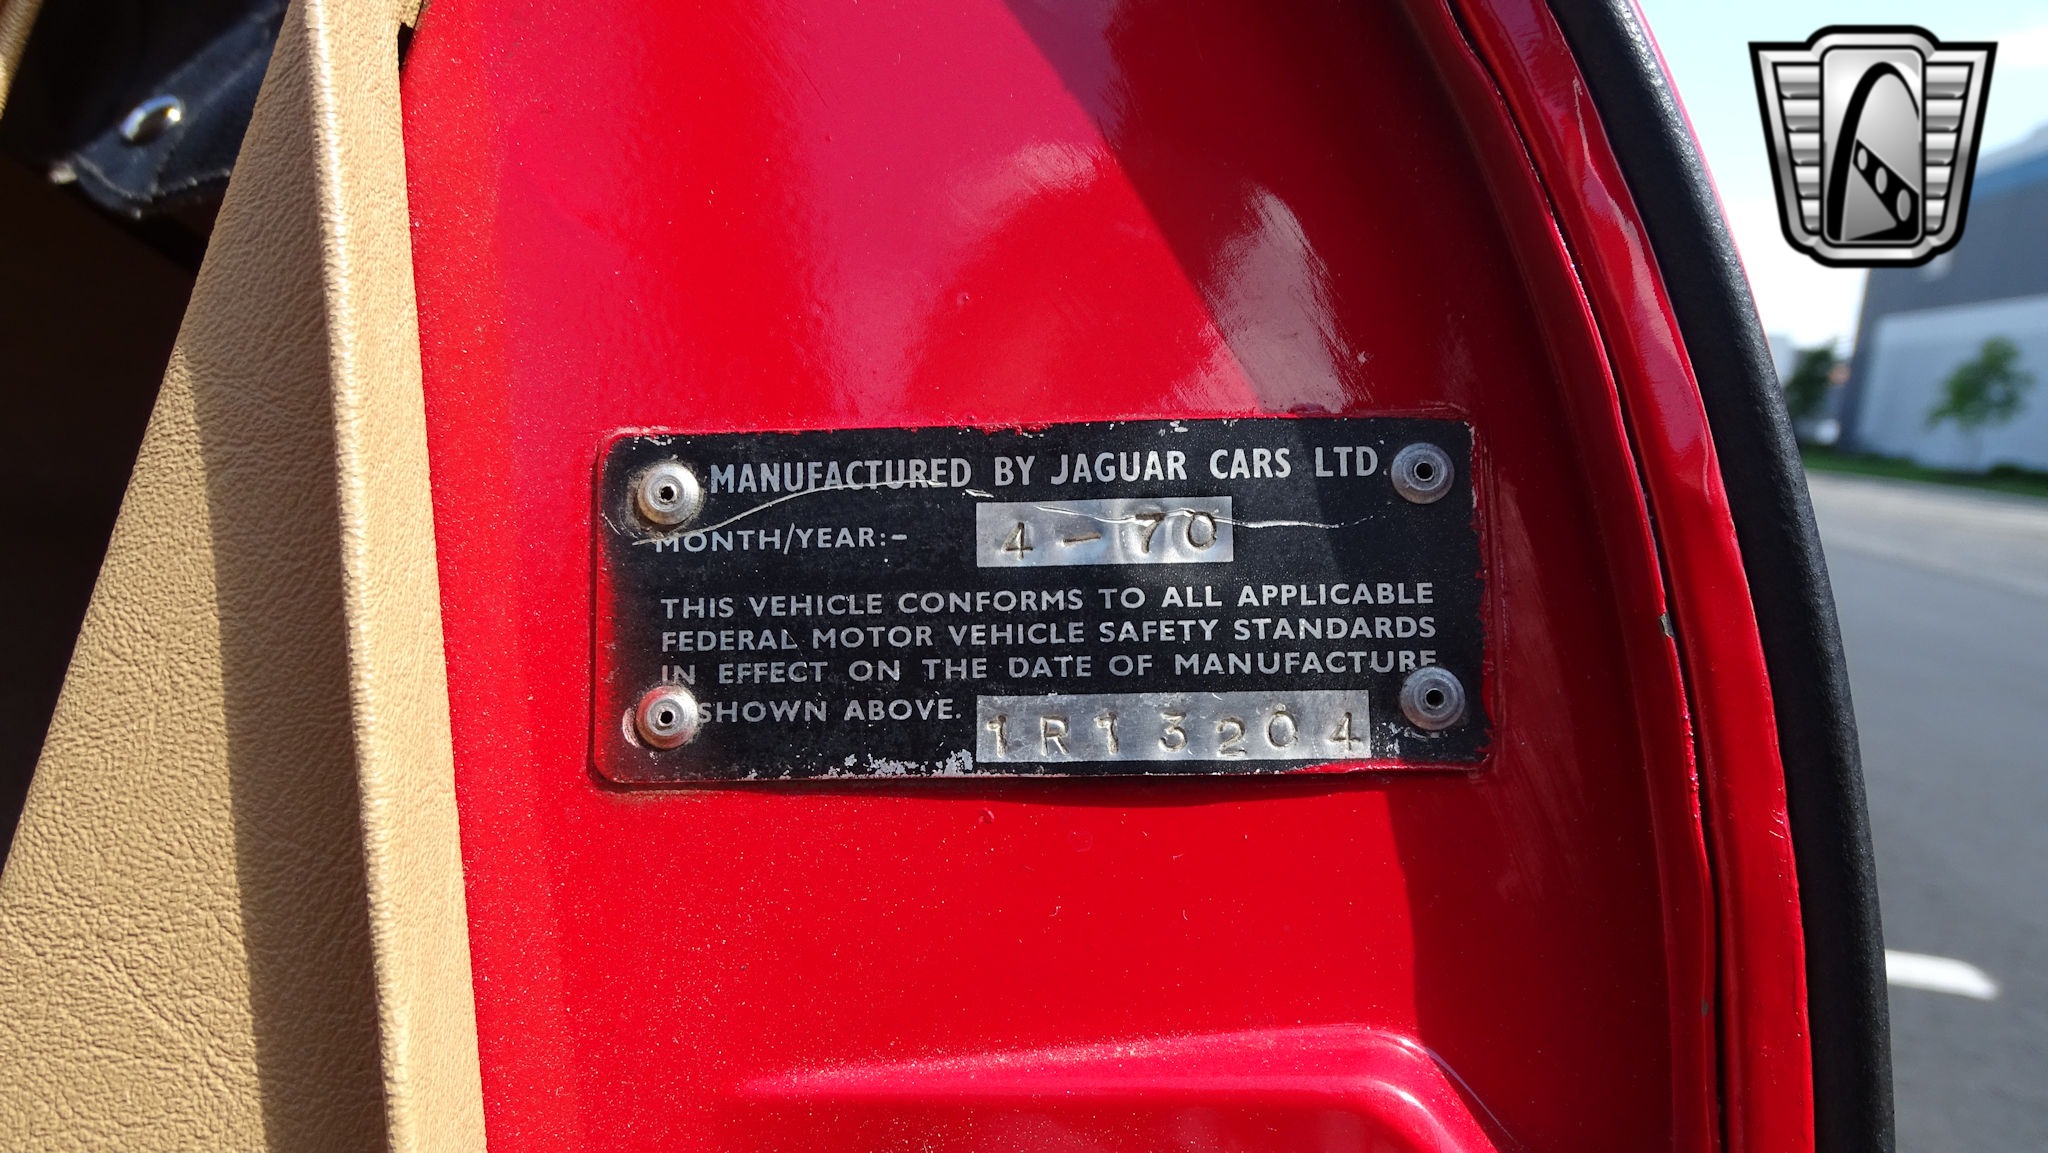 MANUFACTURED BY JAGUAR CARS LTD.
MONTH/YEAR:- 4-70
THIS VEHICLE CONFORMS TO ALL APPLICABLE
FEDERAL MOTOR VEHICLE SAFETY STANDARDS
IN EFFECT ON THE DATE OF MANUFACTURE
SHOWN ABOVE. 1R13204